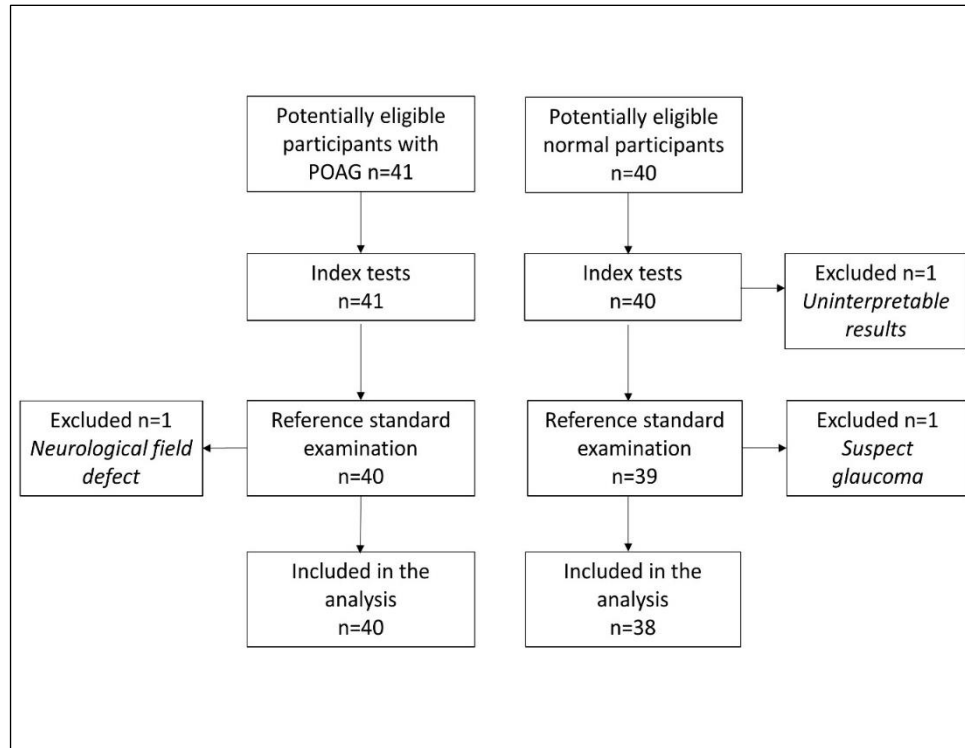 Potentially eligible
participants with
POAG n=41
Potentially eligible
normal participants
n=40
Index tests
n=41
Index tests
n=40
Excluded n=1
Uninterpretable
results
Excluded n=1
Neurological field
defect
Reference standard
examination
n=40
Reference standard
examination
n=39
Excluded n=1
Suspect
glaucoma
Included in the
analysis
n=40
Included in the
analysis
n=38